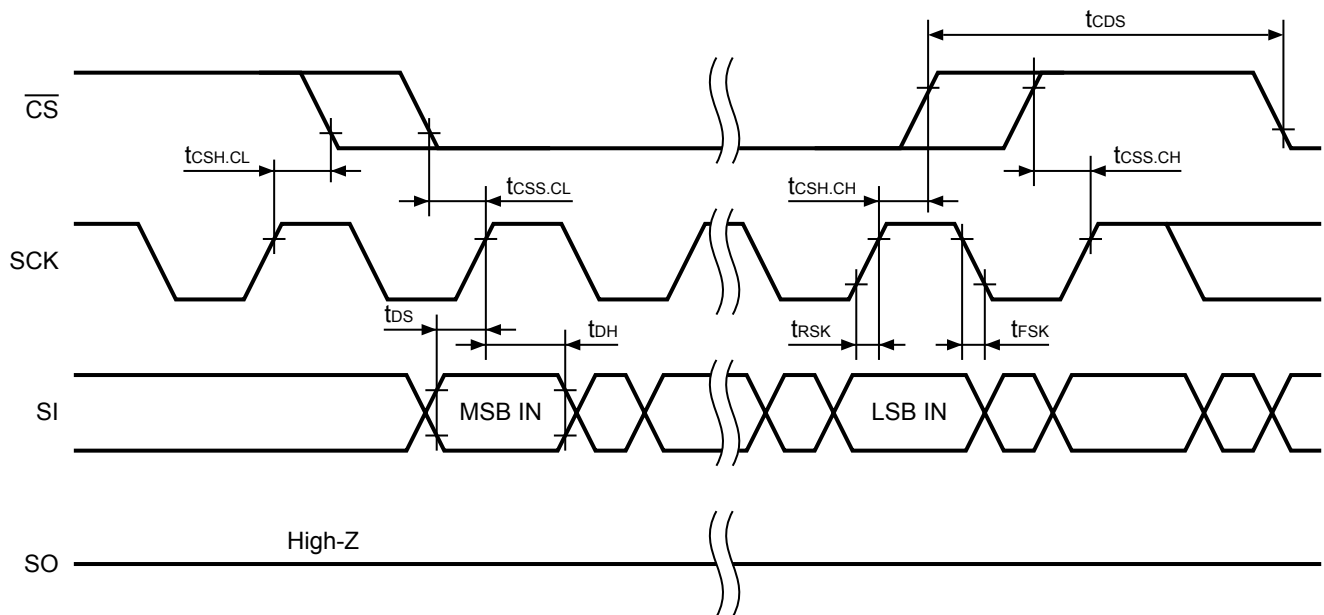 tCDS
CS
tCSH.CL
tCSS.CL
tCSH.CH
tCSS.CH
SCK
tDS
tDH
tRSK
tFSK
SI
MSB IN
LSB IN
High-Z
SO